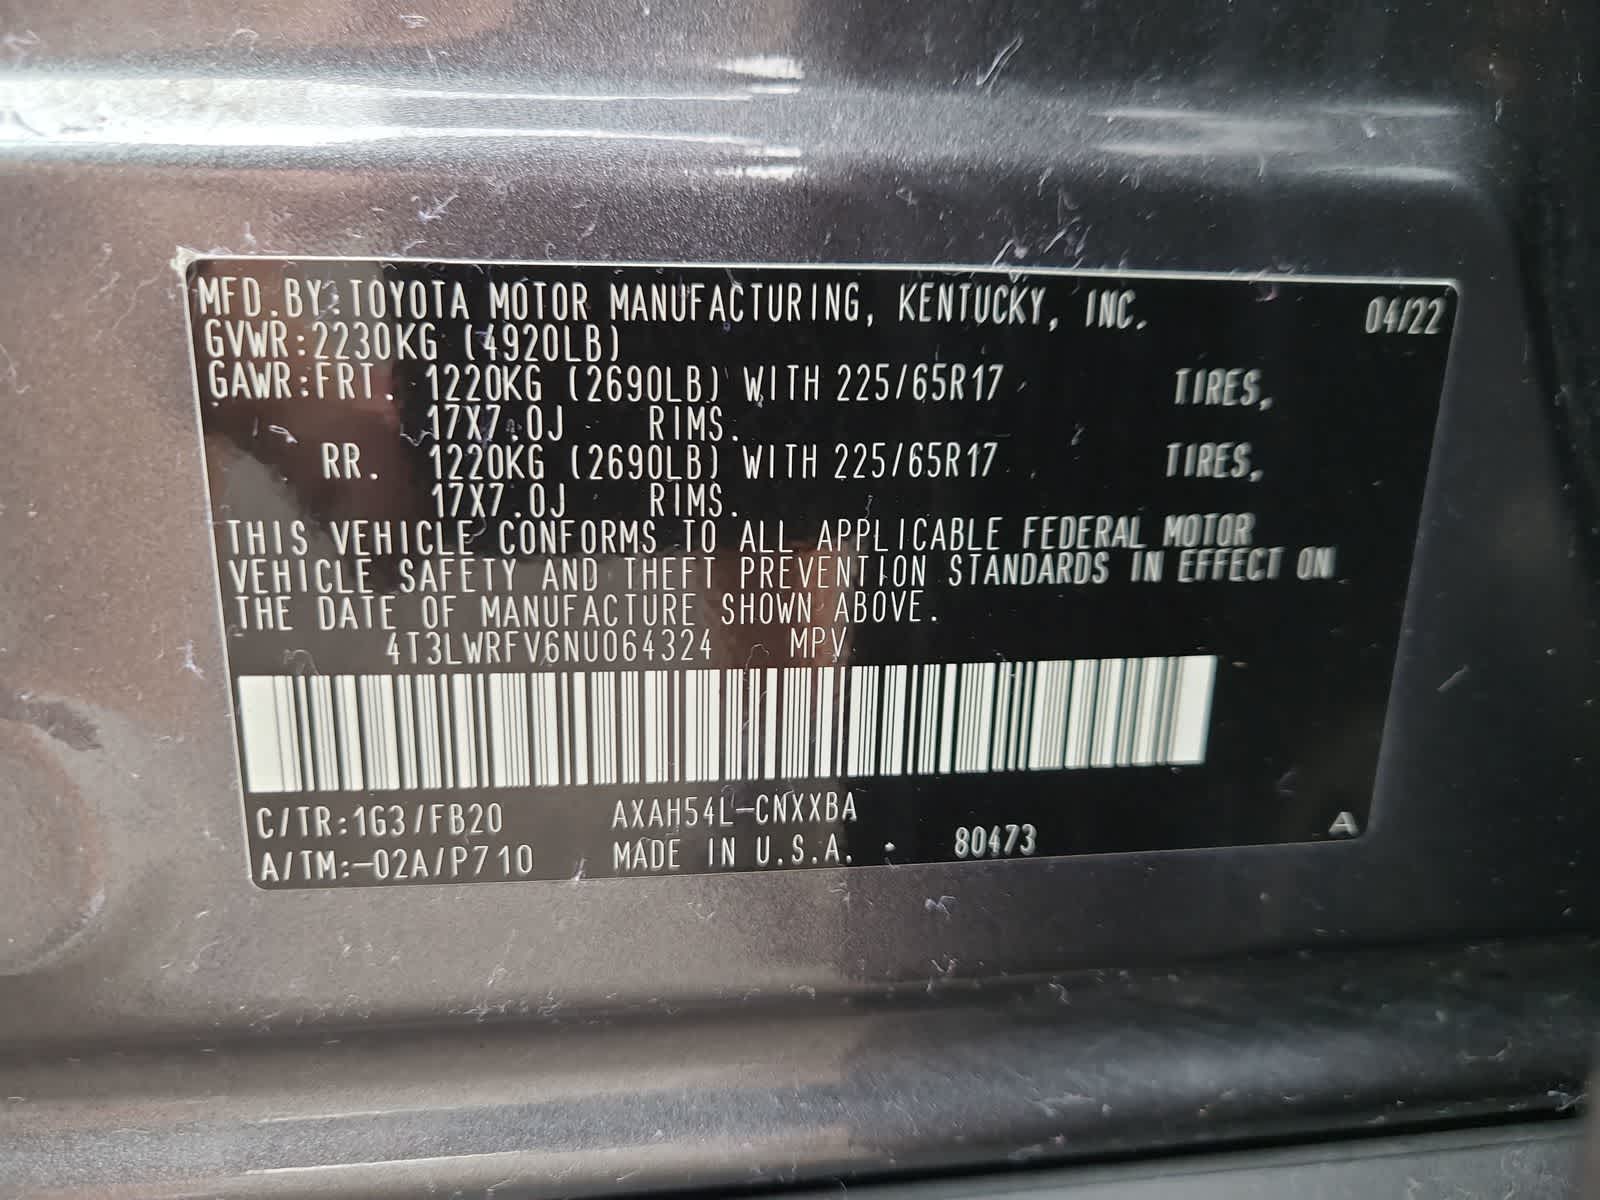 MFD.BY:TOYOTA MOTOR MANUFACTURING, KENTUCKY, INC. 04/22
GVWR:2230KG (4920LB)
GAWR:FRT. 1220KG (2690LB) WITH 225/65R17 TIRES,
17X7.0J RIMS.
RR. 1220KG (2690LB) WITH 225/65R17 TIRES,
17X7.0J RIMS.
THIS VEHICLE CONFORMS TO ALL APPLICABLE FEDERAL MOTOR
VEHICLE SAFETY AND THEFT PREVENTION STANDARDS IN EFFECT ON
THE DATE OF MANUFACTURE SHOWN ABOVE.
4T3LWRFV6NU064324 MPV
C/TR:1G3/FB20 AXAH54L-CNXXBA
A/TM:-02A/P710 MADE IN U.S.A. 80473 A